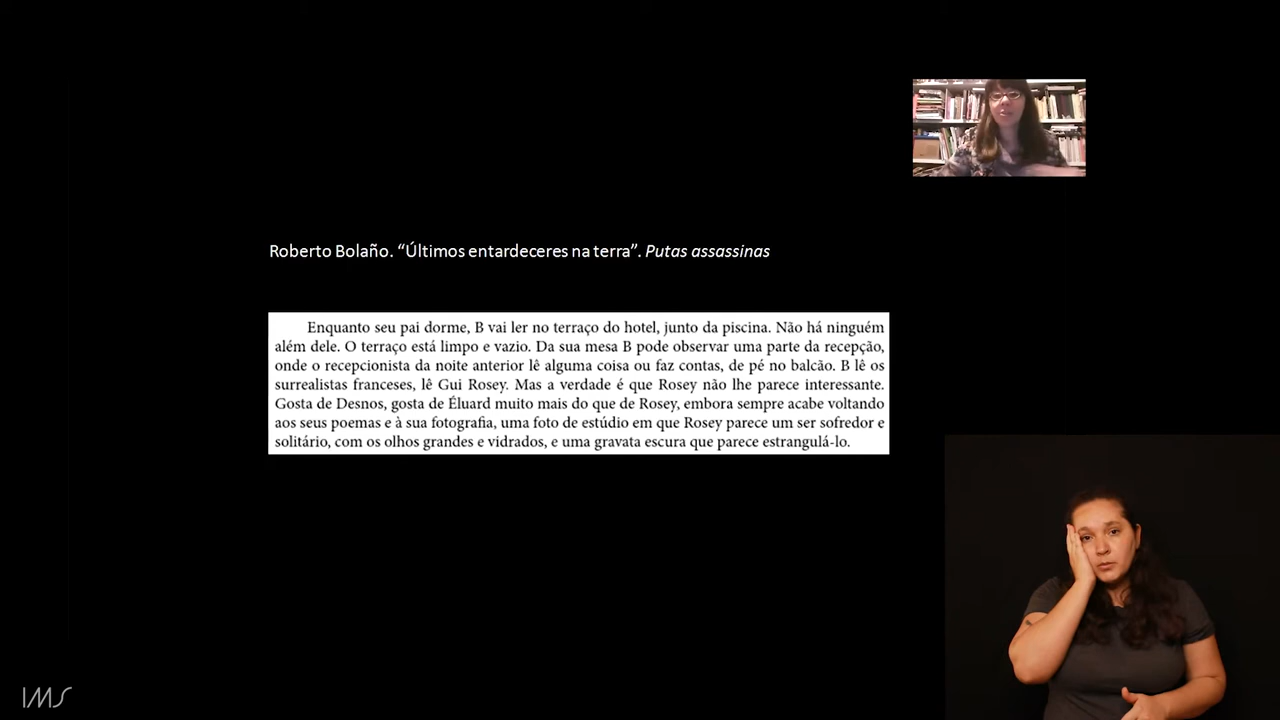 Roberto Bolaño. “Últimos entardeceres na terra”. Putas assassinas
Enquanto seu pai dorme, B vai ler no terraço do hotel, junto da piscina. Não há ninguém
além dele. O terraço está limpo e vazio. Da sua mesa B pode observar uma parte da recepção,
onde o recepcionista da noite anterior lê alguma coisa ou faz contas, de pé no balcão. B lê os
surrealistas franceses, lê Gui Rosey. Mas a verdade é que Rosey não lhe parece interessante.
Gosta de Desnos, gosta de Éluard muito mais do que de Rosey, embora sempre acabe voltando
aos seus poemas e à sua fotografia, uma foto de estúdio em que Rosey parece um ser sofredor e
solitário, com os olhos grandes e vidrados, e uma gravata escura que parece estrangulá-lo.
IMS